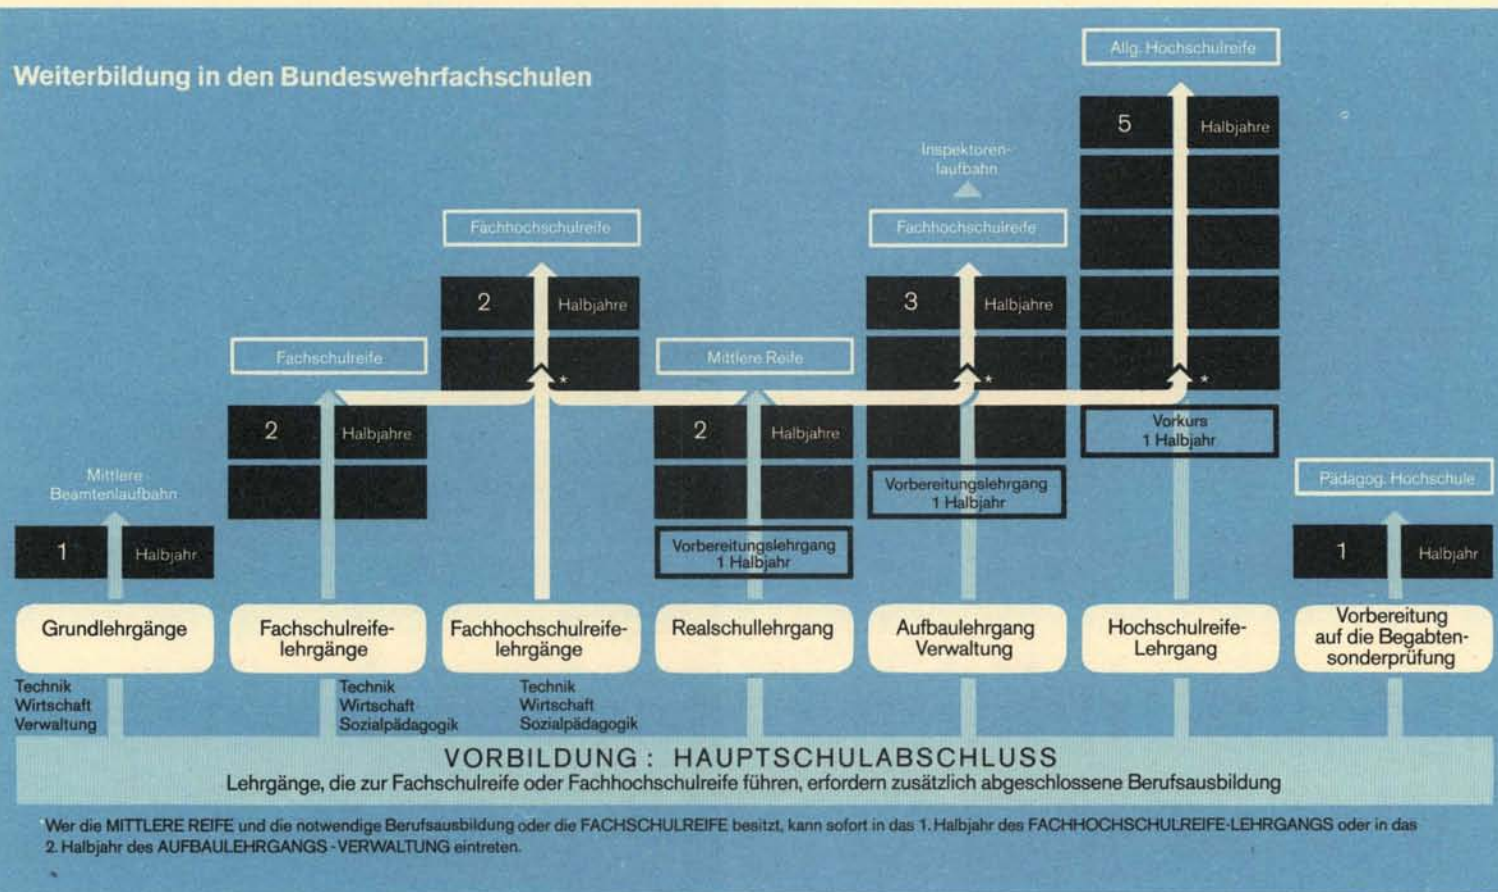 Weiterbildung in den Bundeswehrfachschulen
Allg. Hochschulreife
5 Halbjahre
Inspektoren-
laufbahn
Fachhochschulreife
2 Halbjahre
*
Fachhochschulreife
3 Halbjahre
*
*
Fachschulreife
2 Halbjahre
Mittlere Reife
2 Halbjahre
Vorkurs
1 Halbjahr
Mittlere
Beamtenlaufbahn
1 Halbjahr
Vorbereitungslehrgang
1 Halbjahr
Vorbereitungslehrgang
1 Halbjahr
Pädagog. Hochschule
1 Halbjahr
Grundlehrgänge
Fachschulreife-
lehrgänge
Fachhochschulreife-
lehrgänge
Realschullehrgang
Aufbaulehrgang
Verwaltung
Hochschulreife-
Lehrgang
Vorbereitung
auf die Begabten-
sonderprüfung
Technik
Wirtschaft
Verwaltung
Technik
Wirtschaft
Sozialpädagogik
Technik
Wirtschaft
Sozialpädagogik
VORBILDUNG : HAUPTSCHULABSCHLUSS
Lehrgänge, die zur Fachschulreife oder Fachhochschulreife führen, erfordern zusätzlich abgeschlossene Berufsausbildung
*Wer die MITTLERE REIFE und die notwendige Berufsausbildung oder die FACHSCHULREIFE besitzt, kann sofort in das 1. Halbjahr des FACHHOCHSCHULREIFE-LEHRGANGS oder in das
2. Halbjahr des AUFBAULEHRGANGS - VERWALTUNG eintreten.